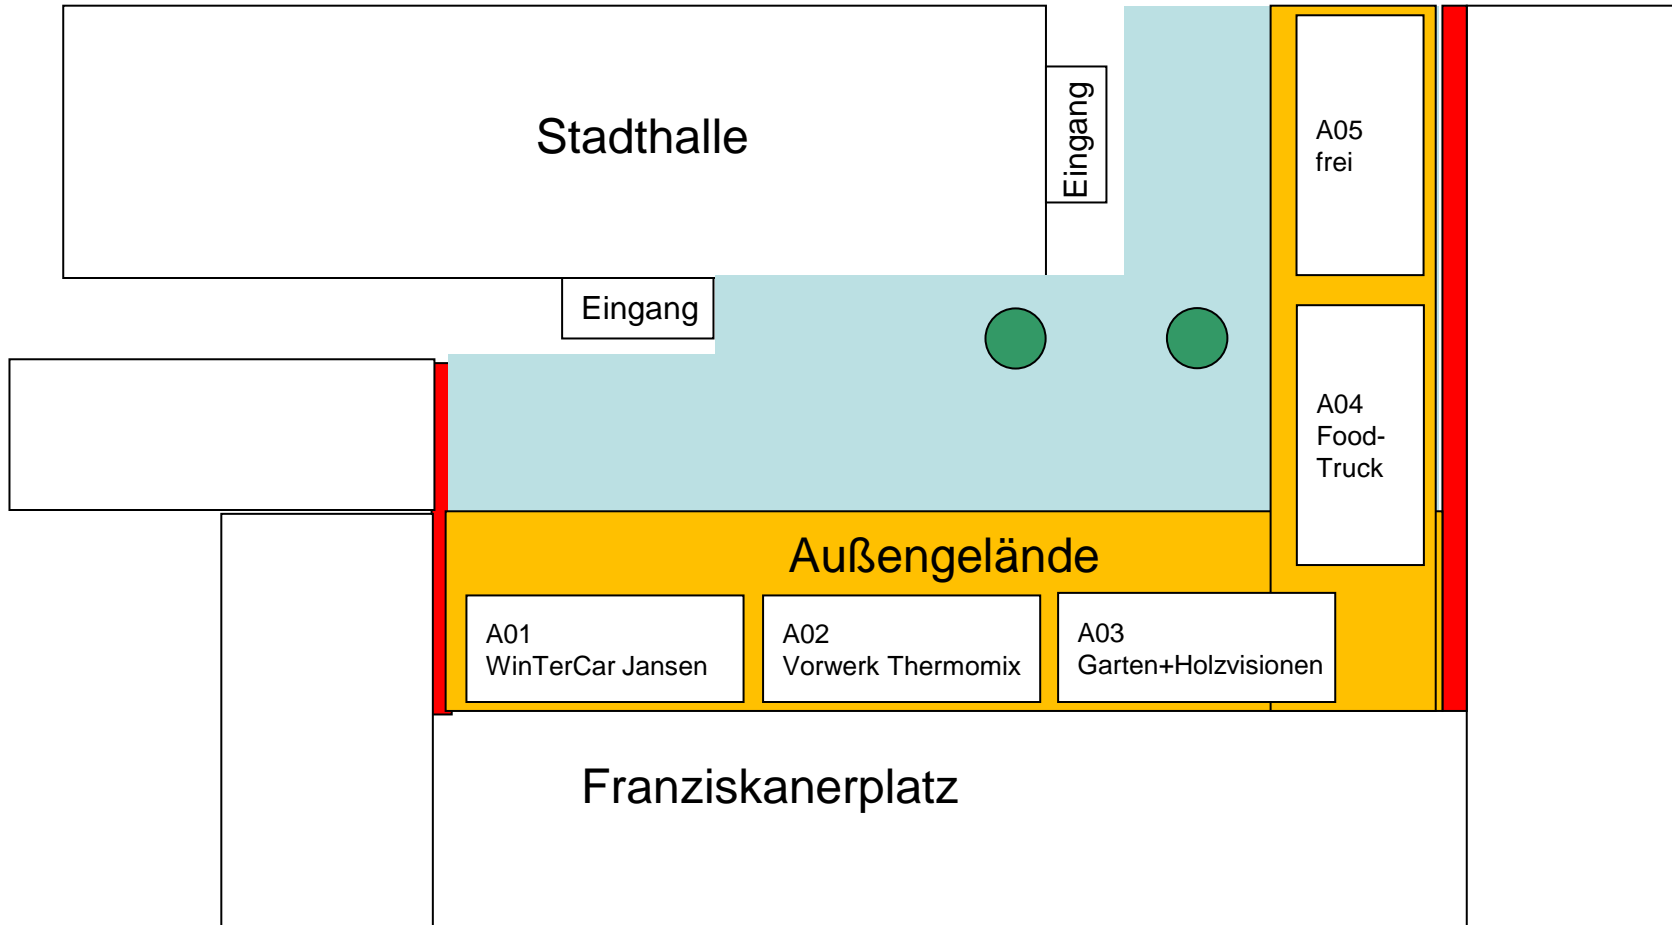 Stadthalle
Eingang
Eingang
A05
frei
A04
Food-
Truck
Außengelände
A01
WinTerCar Jansen
A02
Vorwerk Thermomix
A03
Garten+Holzvisionen
Franziskanerplatz